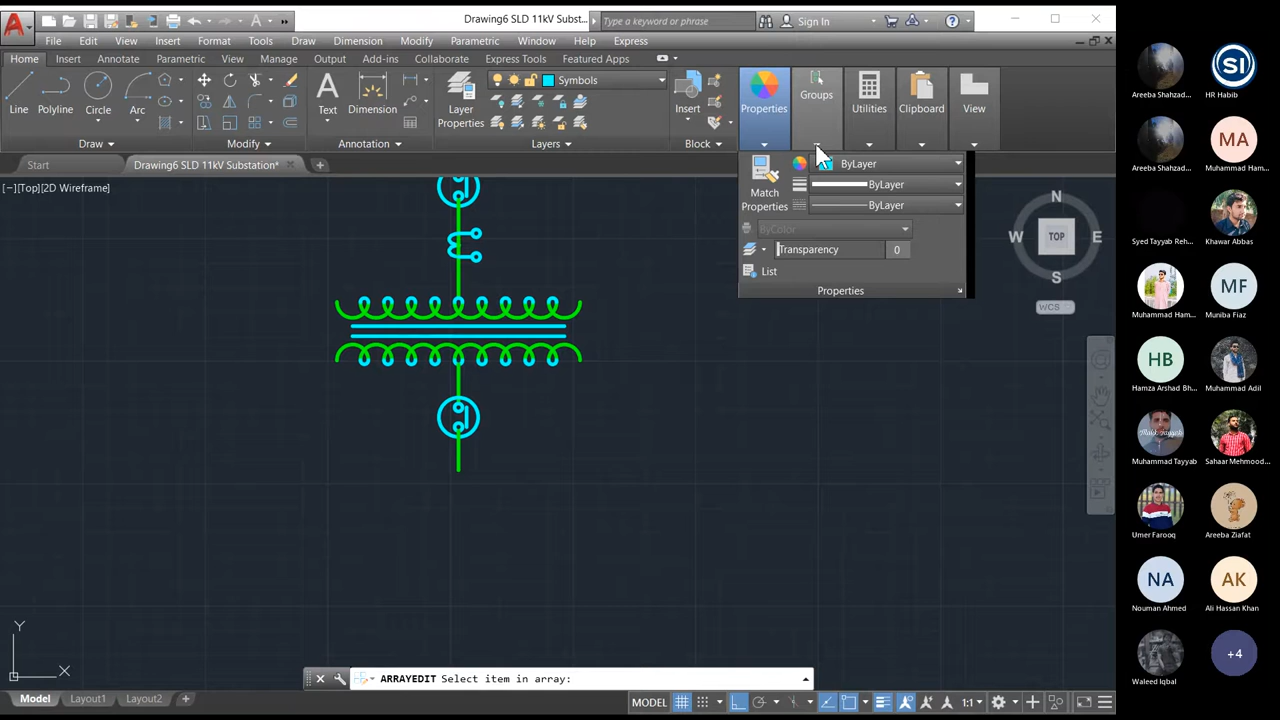 Drawing6 SLD 11kV Subst...
Type a keyword or phrase
Sign In
File Edit View Insert Format Tools Draw Dimension Modify Parametric Window Help Express
Home Insert Annotate Parametric View Manage Output Add-ins Collaborate Express Tools Featured Apps
Line Polyline Circle Arc
Text Dimension
Layer
Properties
Symbols
Insert
Properties
Groups
Utilities
Clipboard
View
Draw Modify Annotation Layers Block
Start
Drawing6 SLD 11kV Substation*
[−][Top][2D Wireframe]
Match
Properties
ByLayer
ByLayer
ByLayer
ByColor
Transparency 0
List
Properties
N
W TOP E
S
WCS
Y
X
ARRAYEDIT Select item in array:
Model Layout1 Layout2
MODEL
1:1
Areeba Shahzad...
SI
HR Habib
Areeba Shahzad...
MA
Muhammad Ham...
Syed Tayyab Reh...
Khawar Abbas
Muhammad Ham...
MF
Muniba Fiaz
HB
Hamza Arshad Bh...
Muhammad Adil
Muhammad Tayyab
Sahaar Mehmood...
Umer Farooq
Areeba Ziafat
NA
Nouman Ahmed
AK
Ali Hassan Khan
Waleed Iqbal
+4